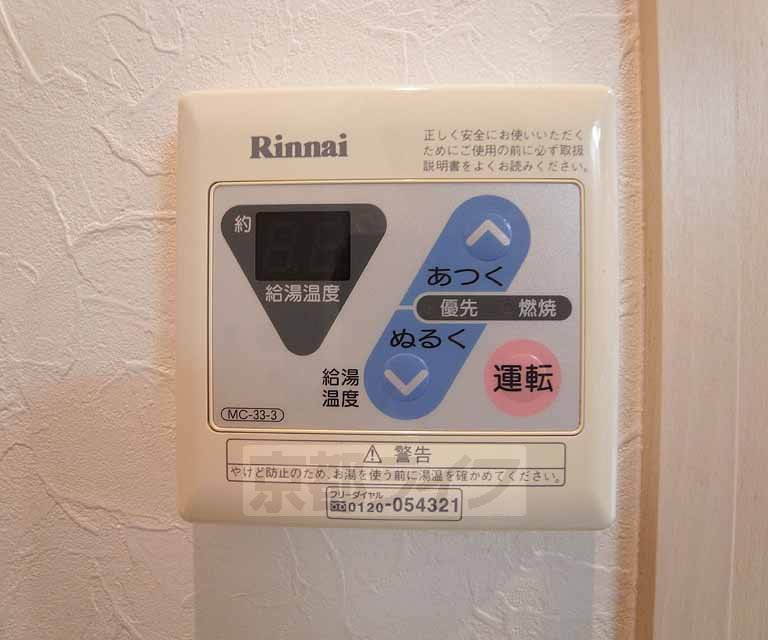 Rinnai
正しく安全にお使いいただく
ためにご使用の前に必ず取扱
説明書をよくお読みください。
約
給湯温度
あつく
優先 燃焼
ぬるく
給湯
温度
運転
MC-33-3
警告
やけど防止のため、お湯を使う前に湯温を確かめてください。
京都ライフ
フリーダイヤル
0120-054321